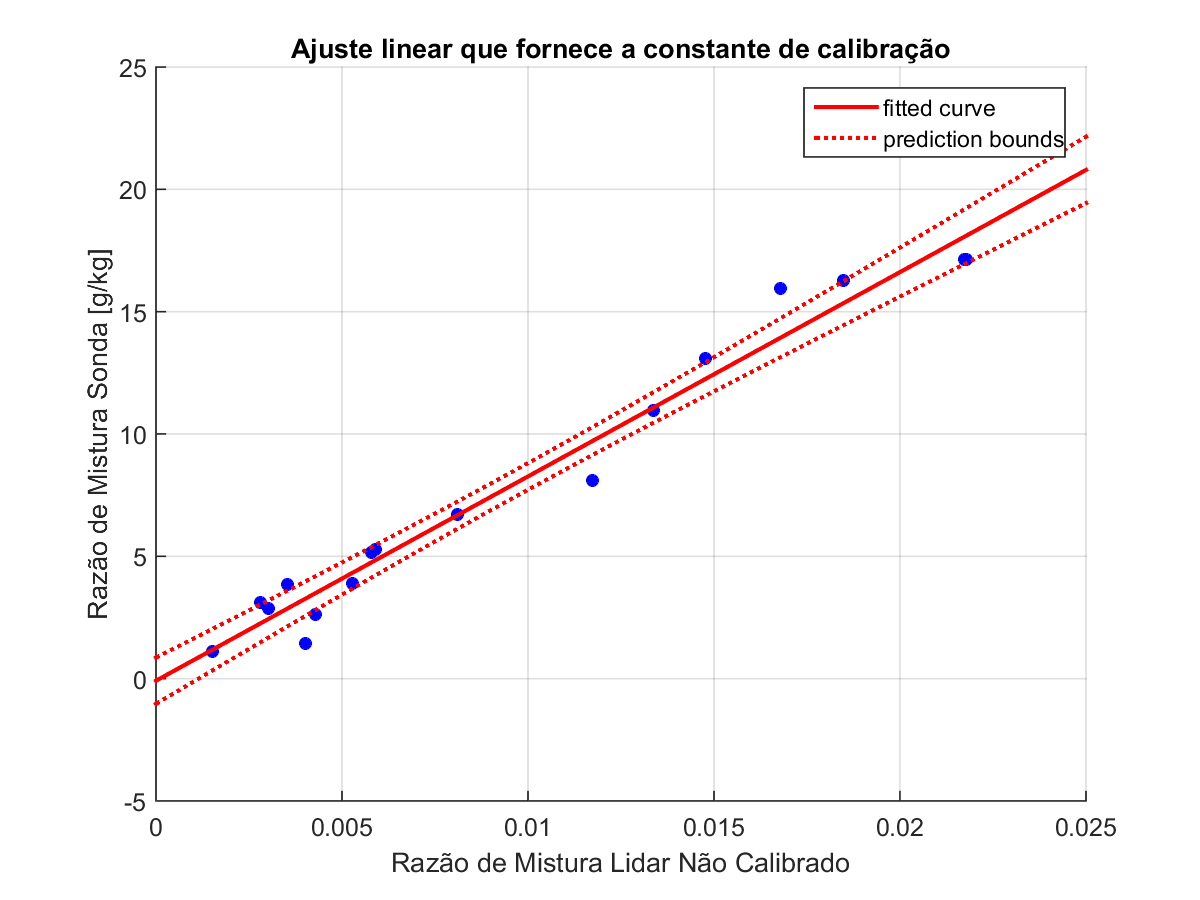 Ajuste linear que fornece a constante de calibração
fitted curve
prediction bounds
25
20
15
10
5
0
-5
Razão de Mistura Sonda [g/kg]
0 0.005 0.01 0.015 0.02 0.025
Razão de Mistura Lidar Não Calibrado